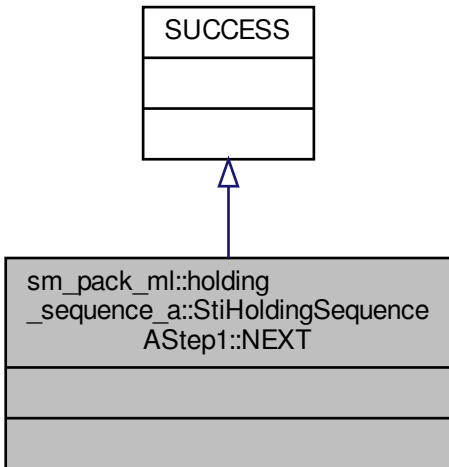 SUCCESS
sm_pack_ml::holding
_sequence_a::StiHoldingSequence
AStep1::NEXT